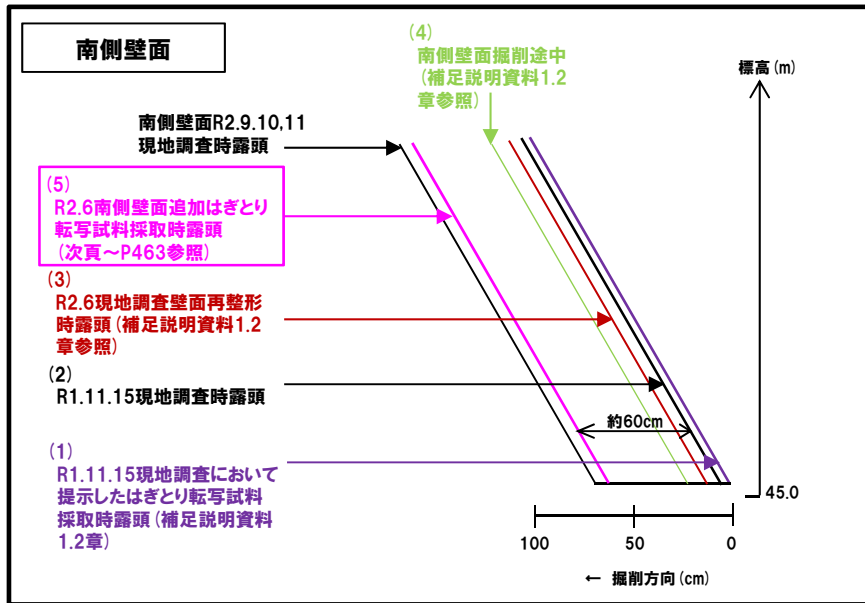 南側壁面
(4)
南側壁面掘削途中
(補足説明資料1.2
章参照)
標高(m)
南側壁面R2.9.10,11
現地調査時露頭
(5)
R2.6南側壁面追加はぎとり
転写試料採取時露頭
(次頁～P463参照)
(3)
R2.6現地調査壁面再整形
時露頭(補足説明資料1.2
章参照)
(2)
R1.11.15現地調査時露頭
約60cm
(1)
R1.11.15現地調査において
提示したはぎとり転写試料
採取時露頭(補足説明資料
1.2章)
45.0
100 50 0
← 掘削方向(cm)